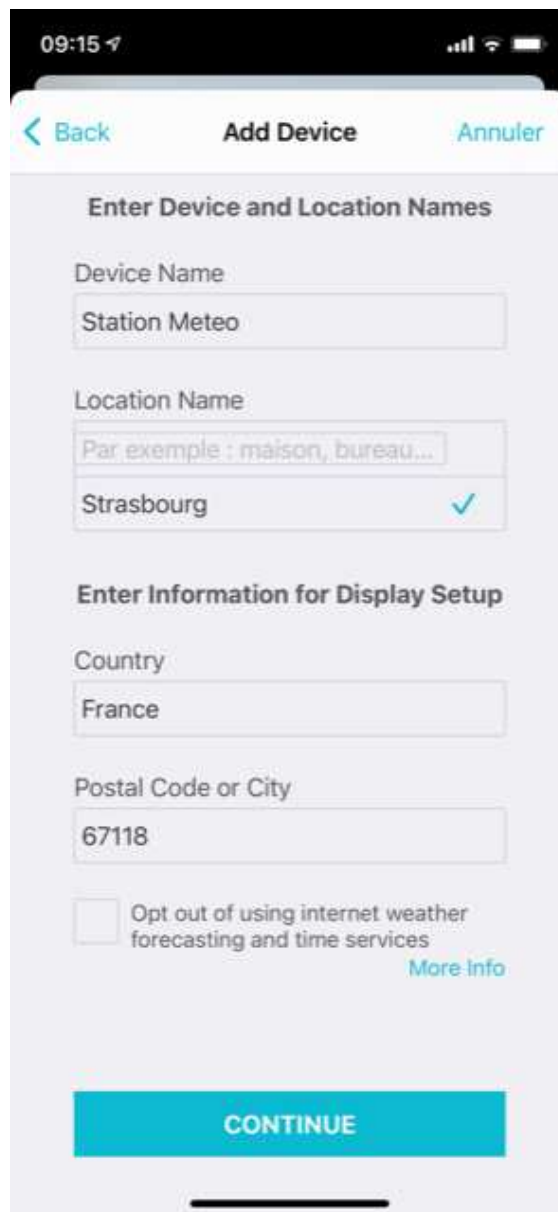 09:15
Back
Add Device
Annuler
Enter Device and Location Names
Device Name
Station Meteo
Location Name
Par exemple : maison, bureau...
Strasbourg
Enter Information for Display Setup
Country
France
Postal Code or City
67118
Opt out of using internet weather
forecasting and time services
More Info
CONTINUE